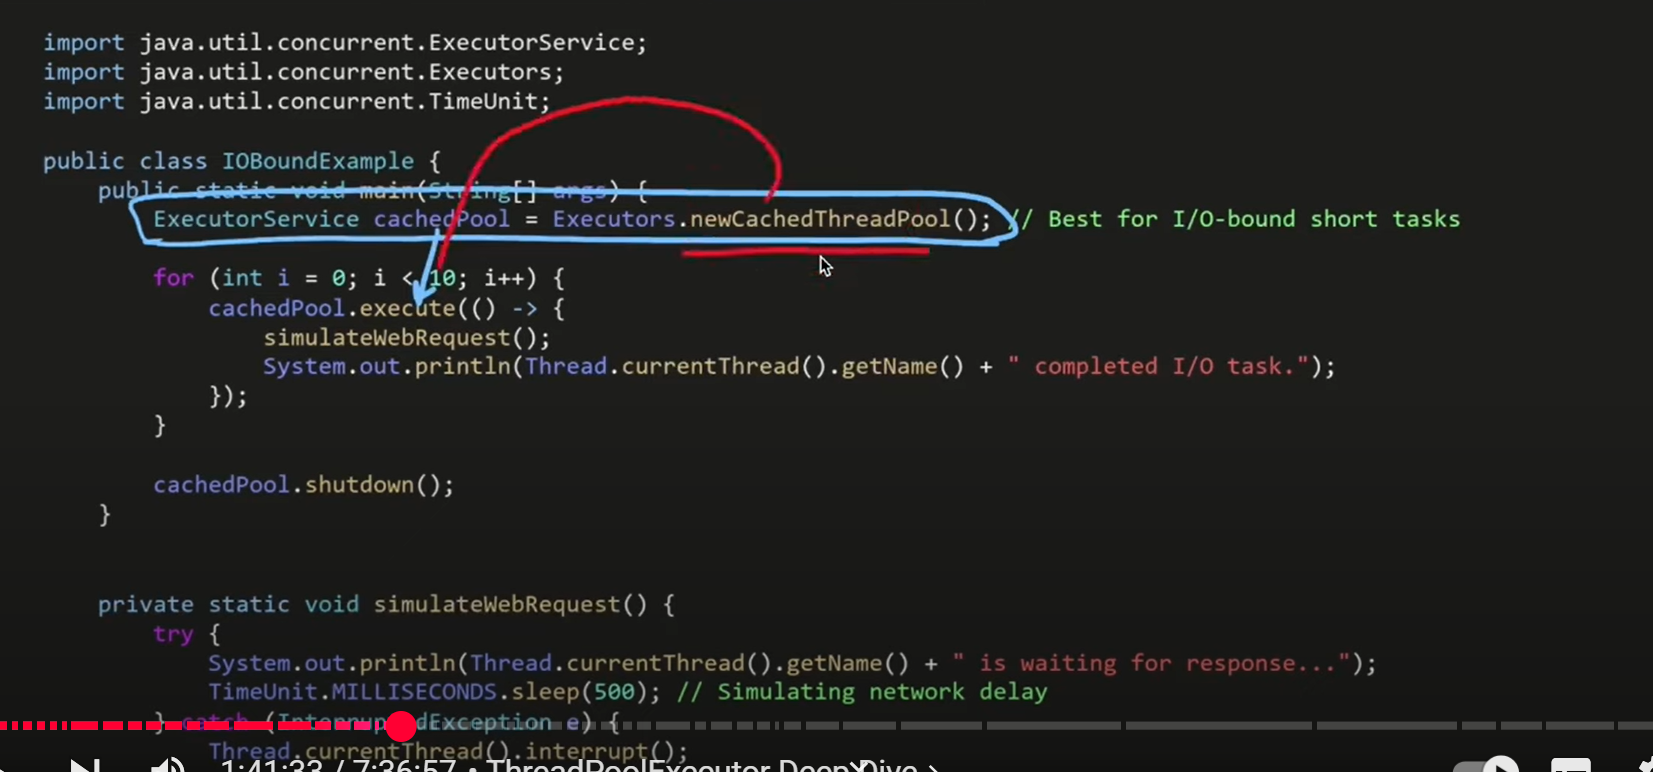 import java.util.concurrent.ExecutorService;
import java.util.concurrent.Executors;
import java.util.concurrent.TimeUnit;
public class IOBoundExample {
public static void main(String[] args) {
ExecutorService cachedPool = Executors.newCachedThreadPool(); // Best for I/O-bound short tasks
for (int i = 0; i < 10; i++) {
cachedPool.execute(() -> {
simulateWebRequest();
System.out.println(Thread.currentThread().getName() + " completed I/O task.");
});
}
cachedPool.shutdown();
}
private static void simulateWebRequest() {
try {
System.out.println(Thread.currentThread().getName() + " is waiting for response...");
TimeUnit.MILLISECONDS.sleep(500); // Simulating network delay
} catch (InterruptedException e) {
Thread.currentThread().interrupt();
1:41:33 / 7:36:57 • ThreadPoolExecutor Deep Dive >